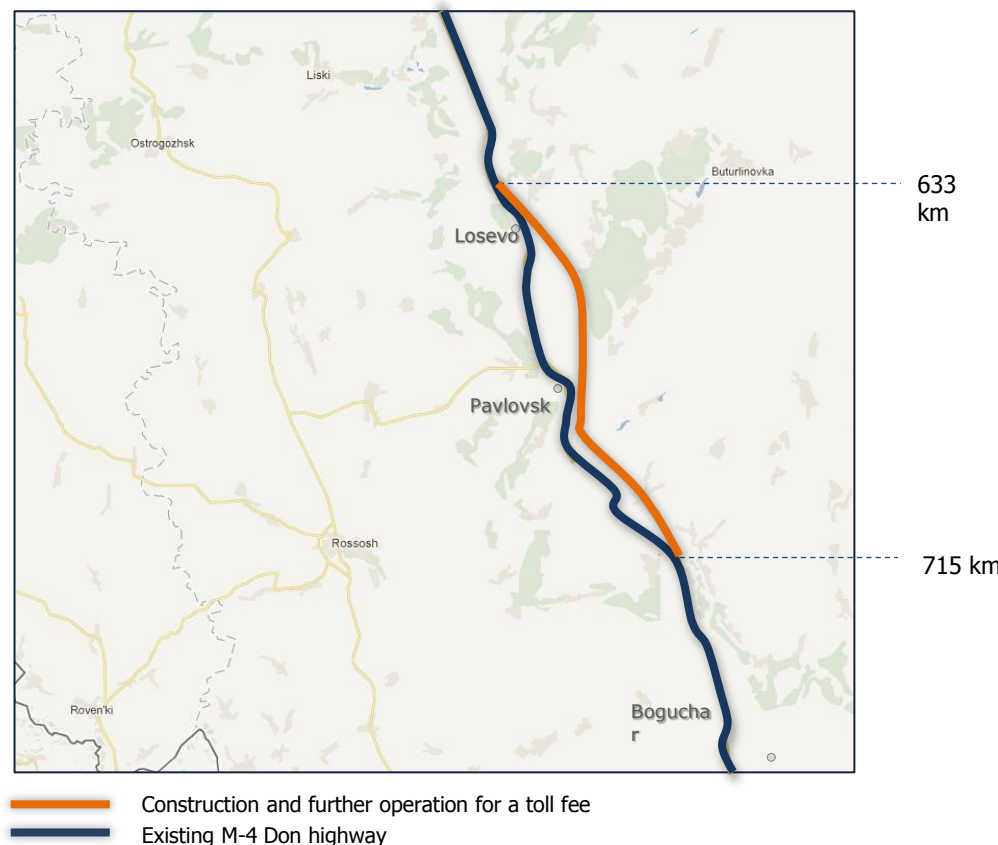 Liski
Ostrogozhsk
Buturlinovka
633
km
Losevo
Pavlovsk
Rossosh
715 km
Roven'ki
Bogucha
r
Construction and further operation for a toll fee
Existing M-4 Don highway